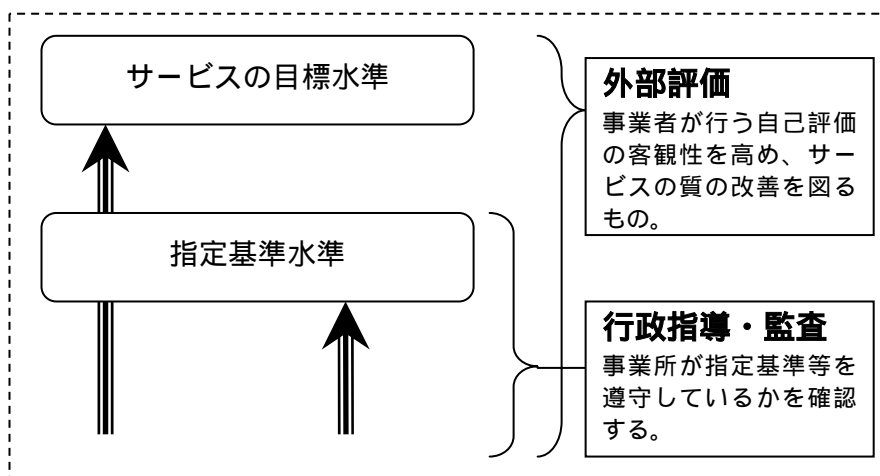 サービスの目標水準
外部評価
事業者が行う自己評価
の客観性を高め、サー
ビスの質の改善を図る
もの。
指定基準水準
行政指導・監査
事業所が指定基準等を
遵守しているかを確認
する。